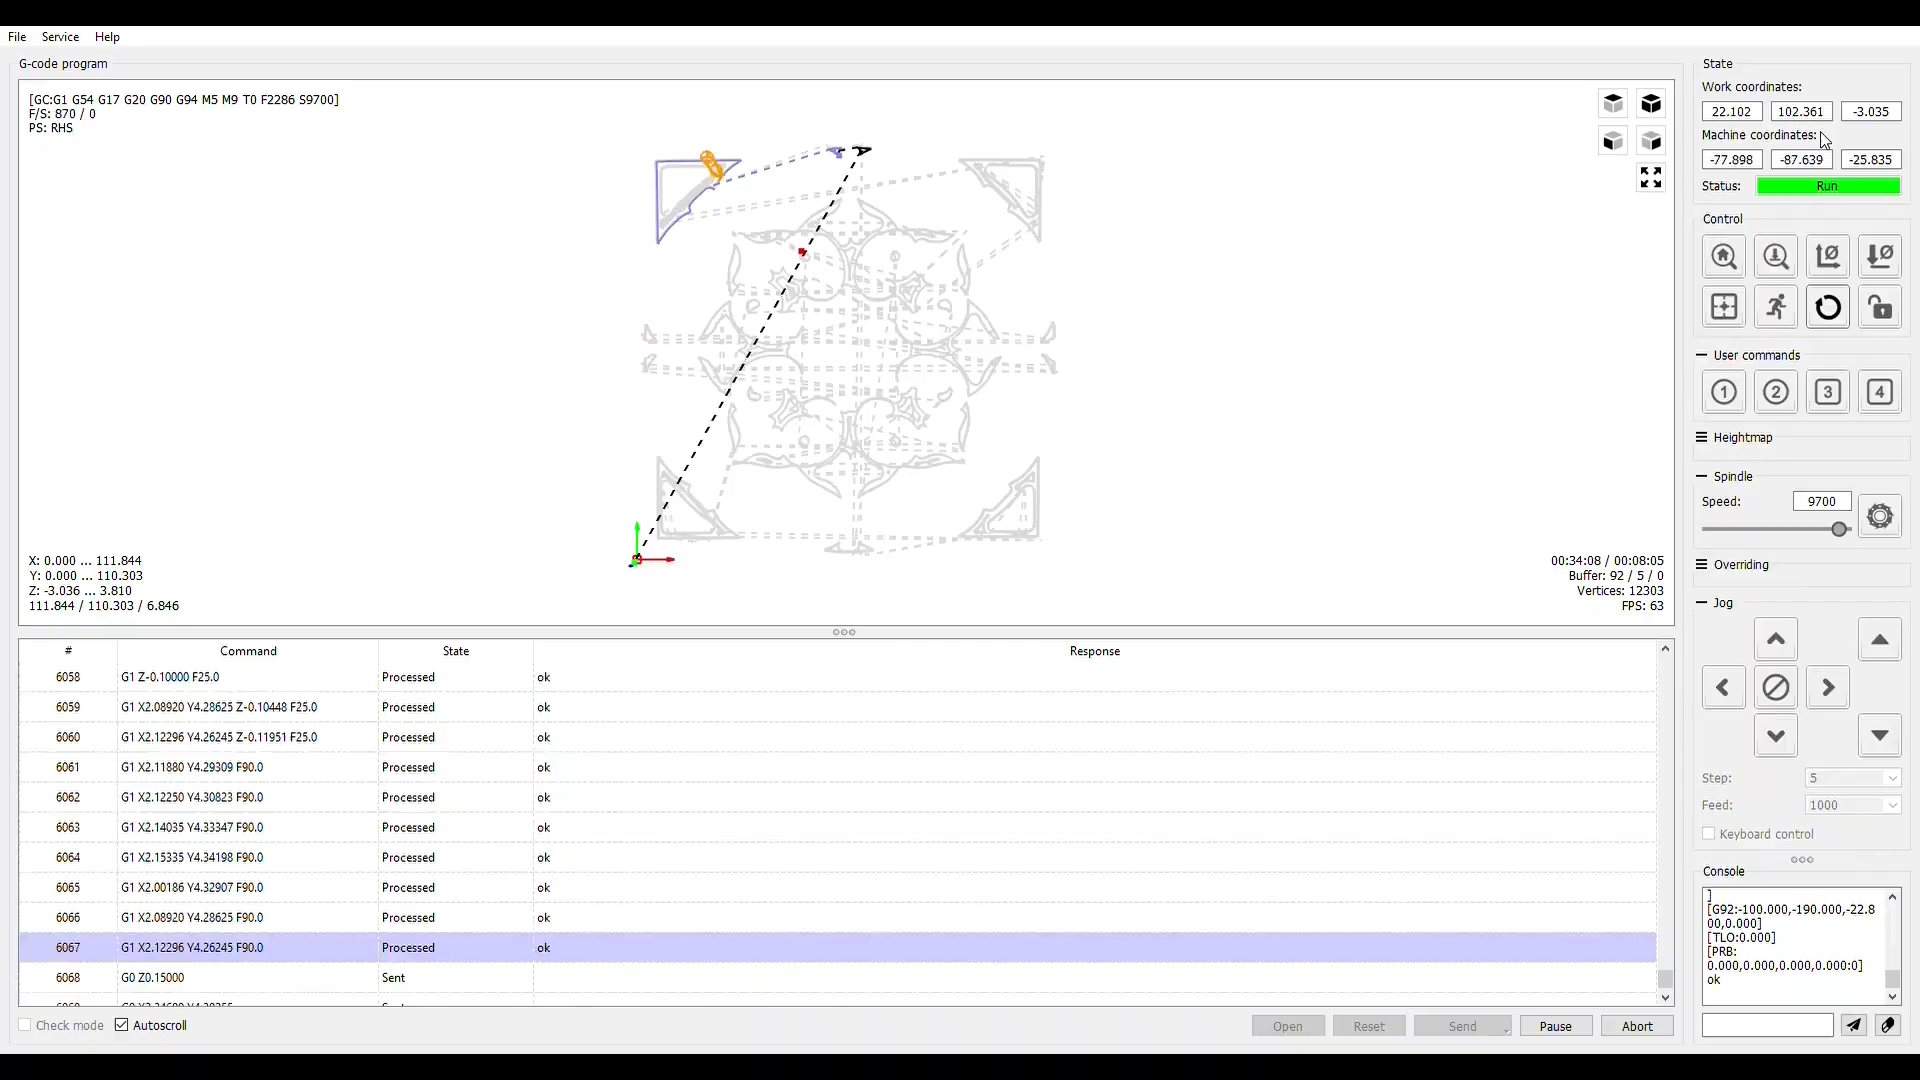 File Service Help
G-code program
[GC:G1 G54 G17 G20 G90 G94 M5 M9 T0 F2286 S9700]
F/S: 870 / 0
PS: RHS
X: 0.000 ... 111.844
Y: 0.000 ... 110.303
Z: -3.036 ... 3.810
111.844 / 110.303 / 6.846
00:34:08 / 00:08:05
Buffer: 92 / 5 / 0
Vertices: 12303
FPS: 63
# Command State Response
6058 G1 Z-0.10000 F25.0 Processed ok
6059 G1 X2.08920 Y4.28625 Z-0.10448 F25.0 Processed ok
6060 G1 X2.12296 Y4.26245 Z-0.11951 F25.0 Processed ok
6061 G1 X2.11880 Y4.29309 F90.0 Processed ok
6062 G1 X2.12250 Y4.30823 F90.0 Processed ok
6063 G1 X2.14035 Y4.33347 F90.0 Processed ok
6064 G1 X2.15335 Y4.34198 F90.0 Processed ok
6065 G1 X2.00186 Y4.32907 F90.0 Processed ok
6066 G1 X2.08920 Y4.28625 F90.0 Processed ok
6067 G1 X2.12296 Y4.26245 F90.0 Processed ok
6068 G0 Z0.15000 Sent
Check mode Autoscroll Open Reset Send Pause Abort
State
Work coordinates:
22.102 102.361 -3.035
Machine coordinates:
-77.898 -87.639 -25.835
Status: Run
Control
User commands
1 2 3 4
Heightmap
Spindle
Speed: 9700
Overriding
Jog
Step: 5
Feed: 1000
Keyboard control
Console
]
[G92:-100.000,-190.000,-22.8
00,0.000]
[TLO:0.000]
[PRB:
0.000,0.000,0.000,0.000:0]
ok